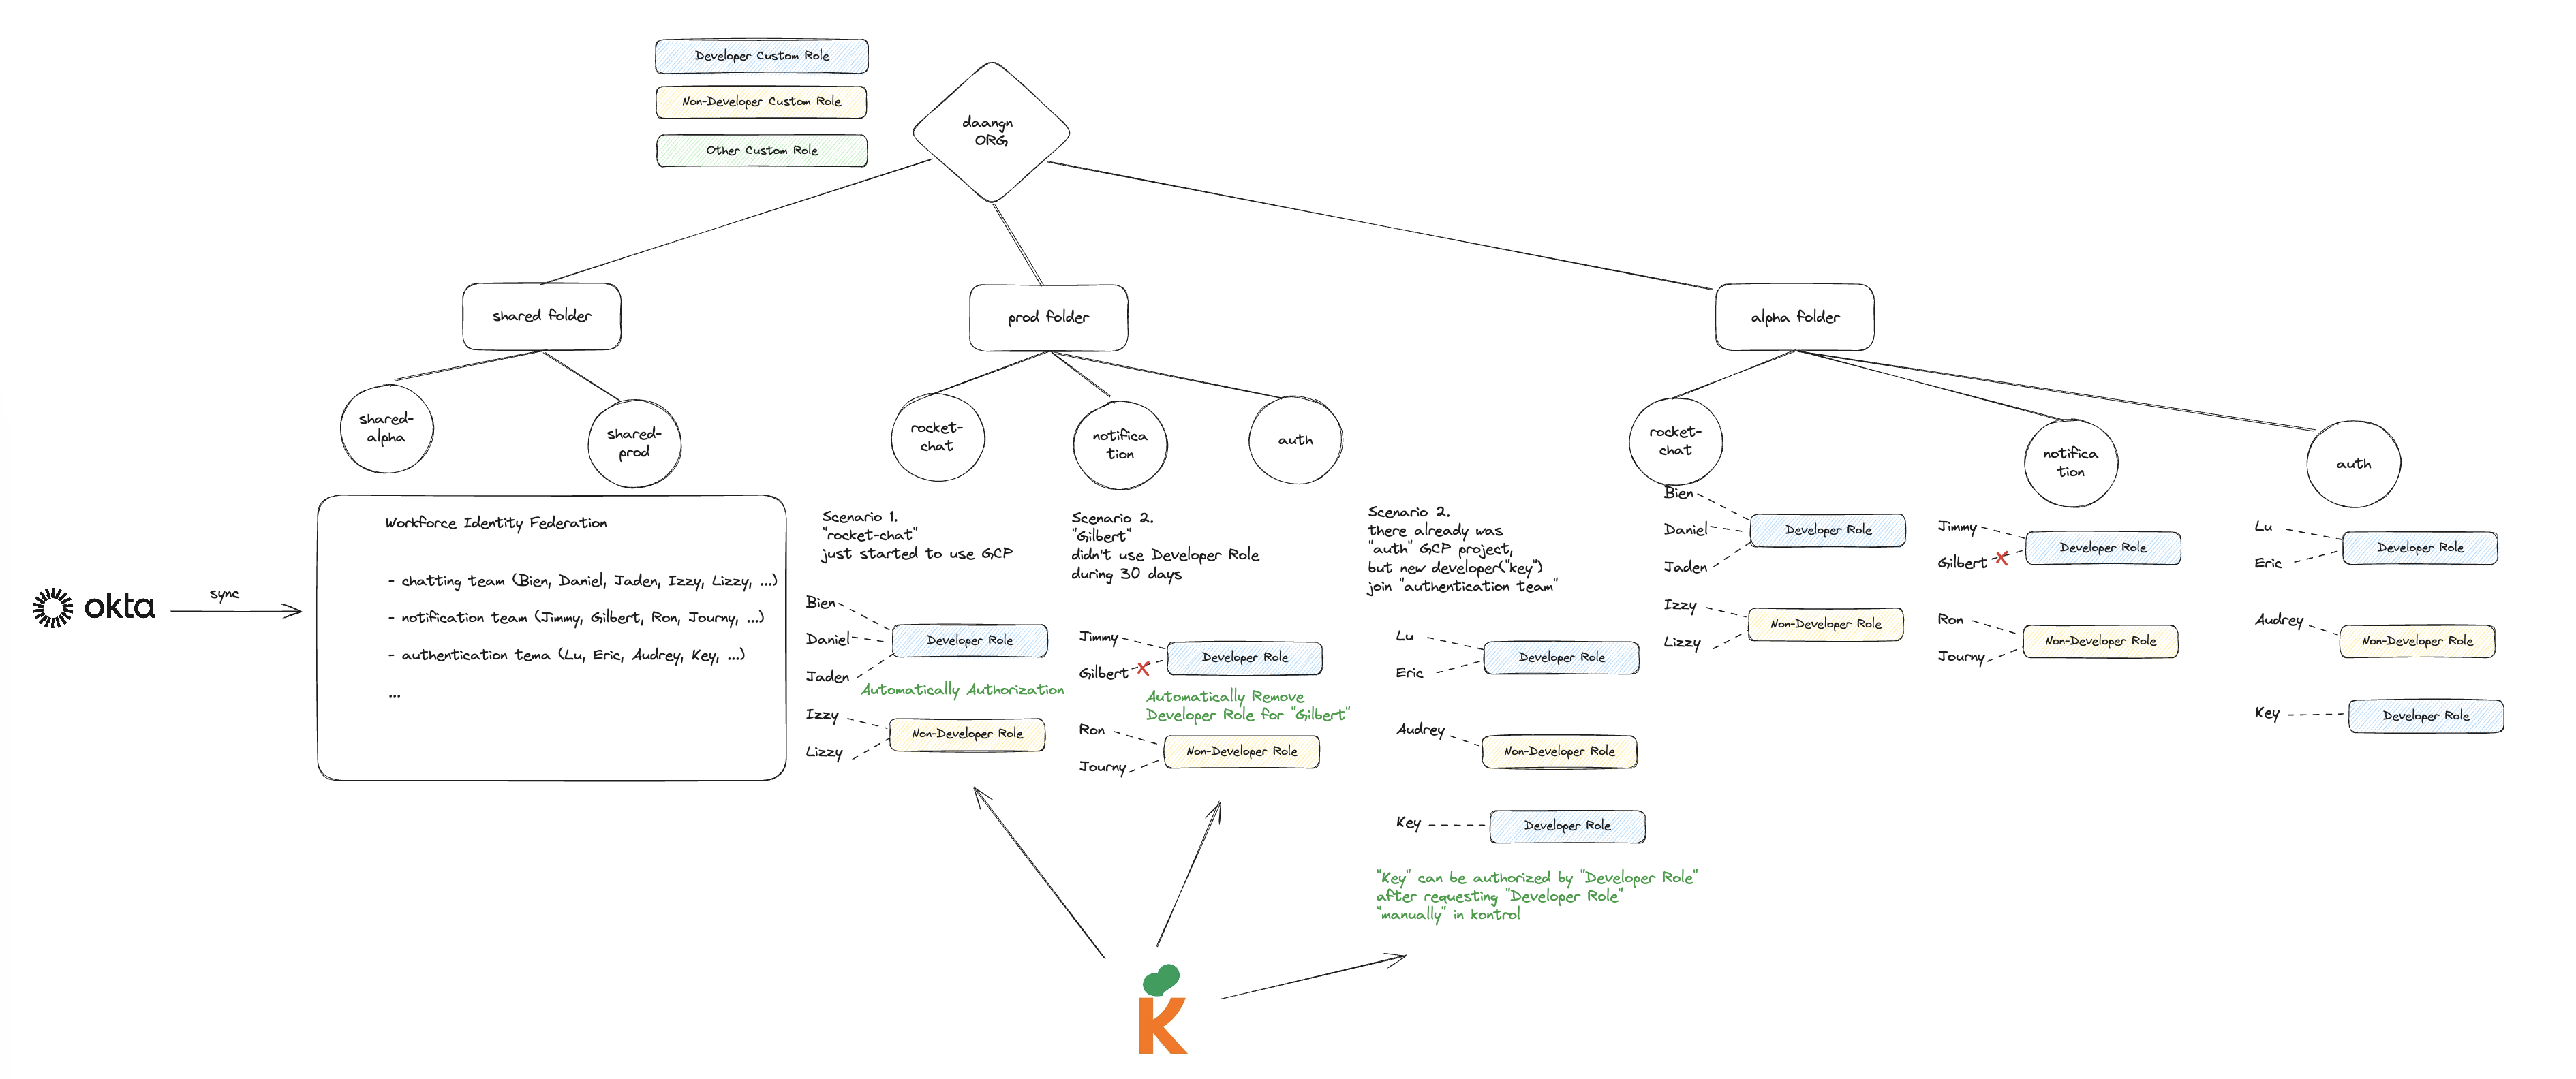 Developer Custom Role
Non-Developer Custom Role
Other Custom Role
daangn
ORG
shared folder
prod folder
alpha folder
shared-
alpha
shared-
prod
rocket-
chat
notifica
tion
auth
rocket-
chat
notifica
tion
auth
okta
sync
Workforce Identity Federation
- chatting team (Bien, Daniel, Jaden, Izzy, Lizzy, ...)
- notification team (Jimmy, Gilbert, Ron, Journy, ...)
- authentication tema (Lu, Eric, Audrey, Key, ...)
...
Scenario 1.
"rocket-chat"
just started to use GCP
Bien
Daniel
Jaden
Developer Role
Automatically Authorization
Izzy
Lizzy
Non-Developer Role
Scenario 2.
"Gilbert"
didn't use Developer Role
during 30 days
Jimmy
Gilbert
Developer Role
Automatically Remove
Developer Role for "Gilbert"
Ron
Journy
Non-Developer Role
Scenario 2.
there already was
"auth" GCP project,
but new developer("key")
join "authentication team"
Lu
Eric
Developer Role
Audrey
Non-Developer Role
Key
Developer Role
"Key" can be authorized by "Developer Role"
after requesting "Developer Role"
"manually" in kontrol
Bien
Daniel
Jaden
Developer Role
Izzy
Lizzy
Non-Developer Role
Jimmy
Gilbert
Developer Role
Ron
Journy
Non-Developer Role
Lu
Eric
Developer Role
Audrey
Non-Developer Role
Key
Developer Role
K